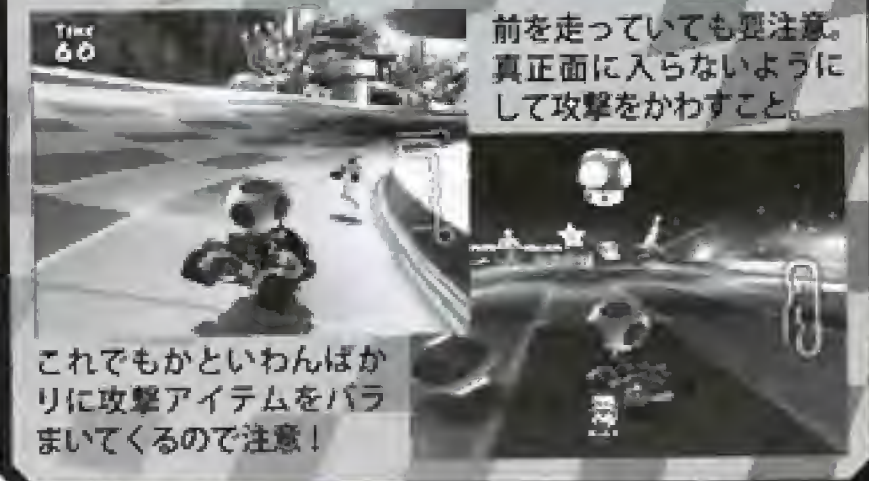 TIME
60
前を走っていても要注意。
真正面に入らないように
して攻撃をかわすこと。
これでもかといわんばか
りに攻撃アイテムをバラ
まいてくるので注意！